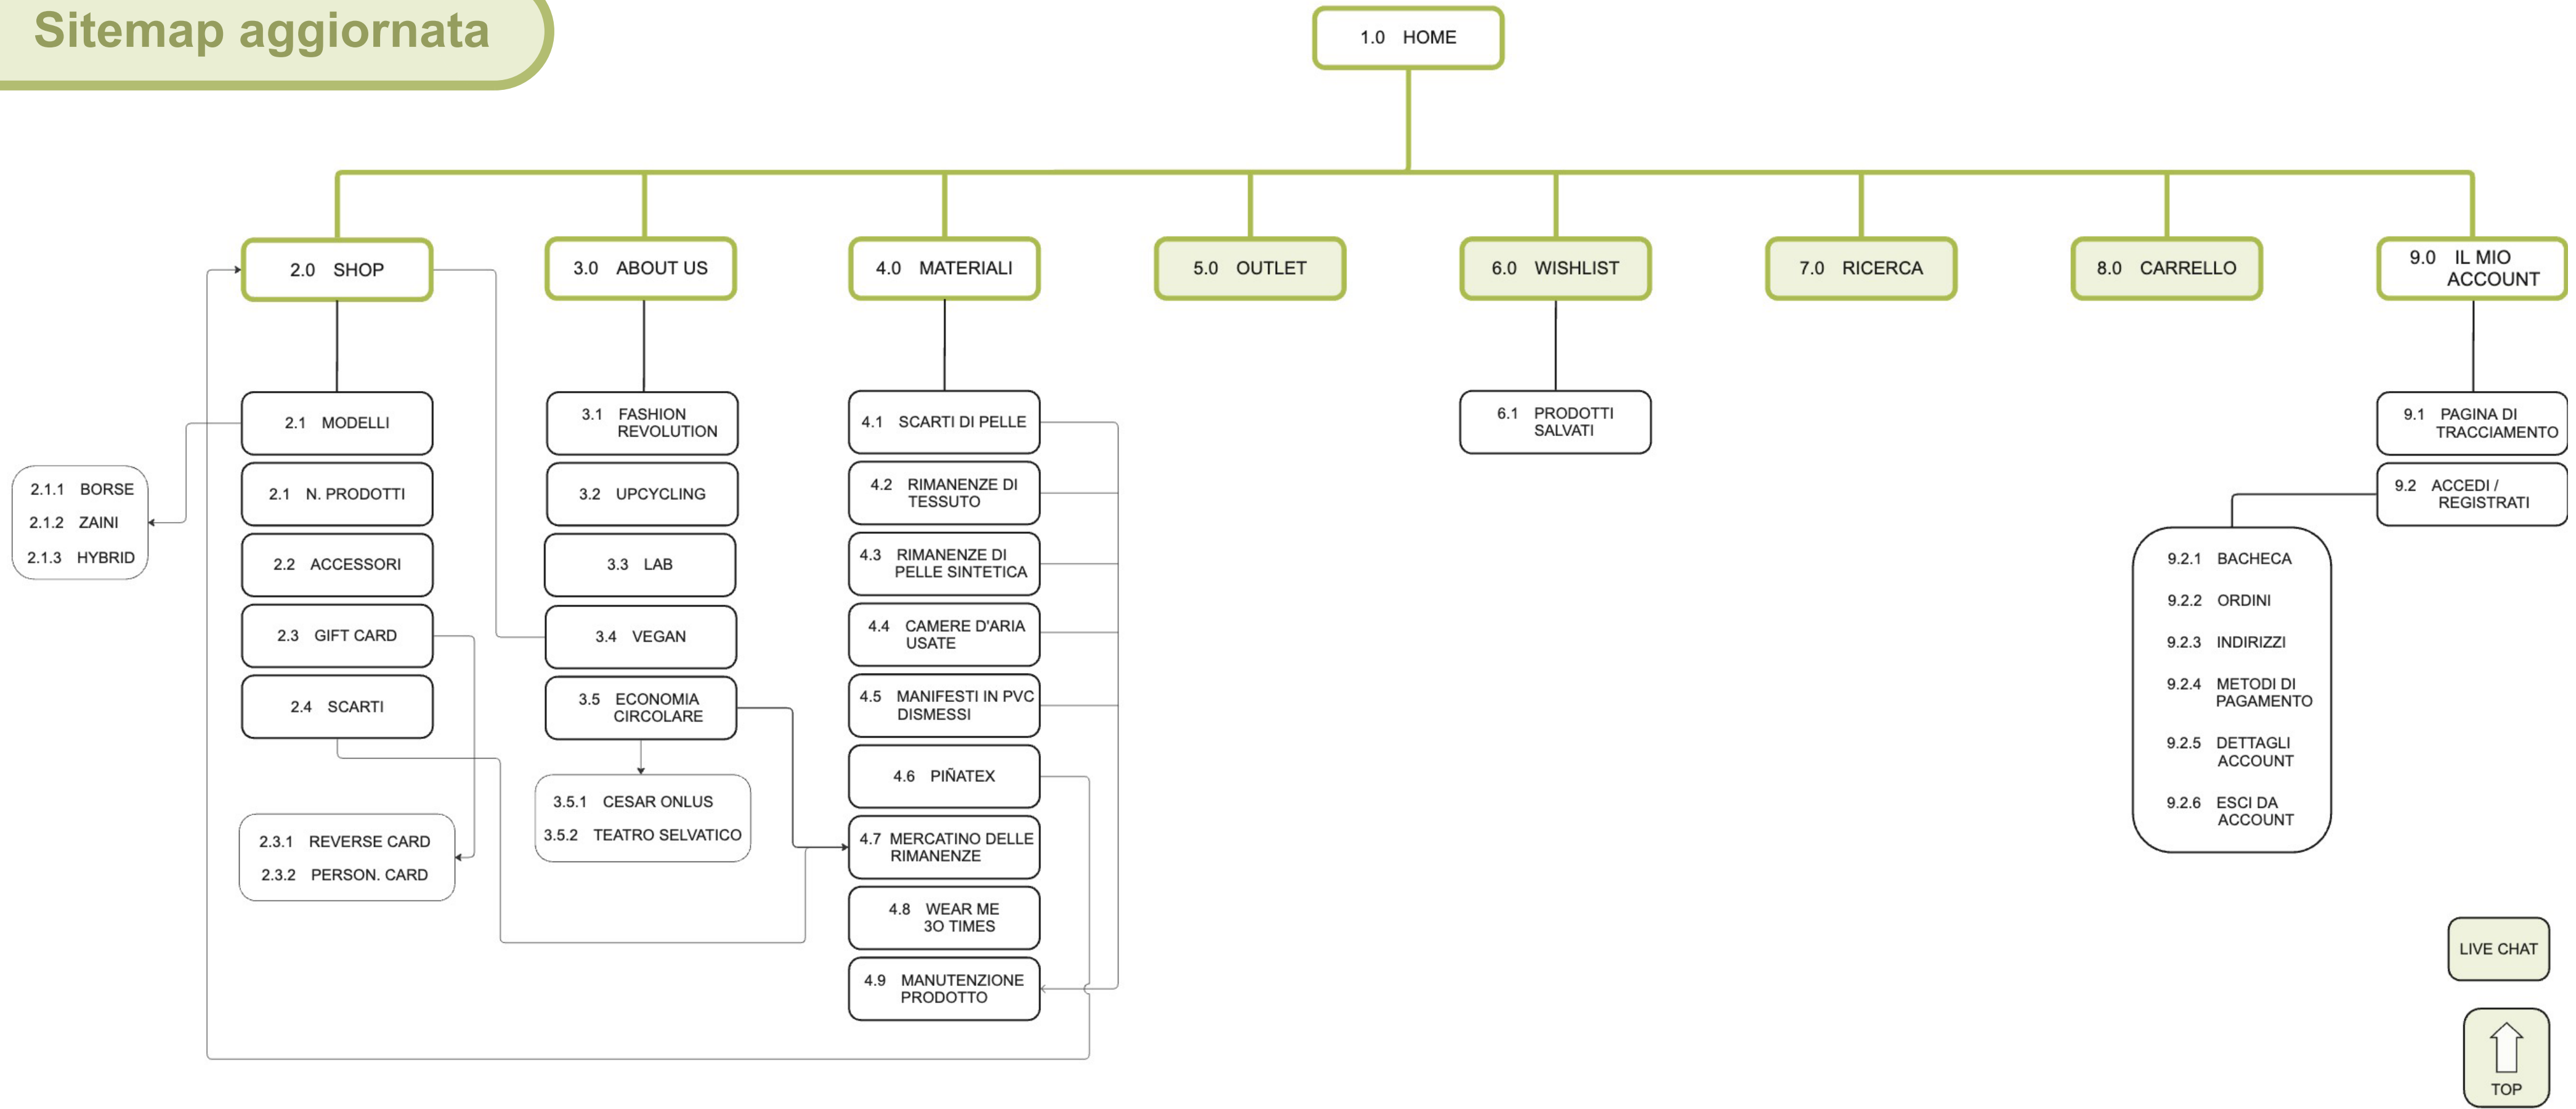 Sitemap aggiornata
1.0 HOME
2.0 SHOP
3.0 ABOUT US
4.0 MATERIALI
5.0 OUTLET
6.0 WISHLIST
7.0 RICERCA
8.0 CARRELLO
9.0 IL MIO
ACCOUNT
2.1 MODELLI
2.1 N. PRODOTTI
2.2 ACCESSORI
2.3 GIFT CARD
2.4 SCARTI
2.1.1 BORSE
2.1.2 ZAINI
2.1.3 HYBRID
2.3.1 REVERSE CARD
2.3.2 PERSON. CARD
3.1 FASHION
REVOLUTION
3.2 UPCYCLING
3.3 LAB
3.4 VEGAN
3.5 ECONOMIA
CIRCOLARE
3.5.1 CESAR ONLUS
3.5.2 TEATRO SELVATICO
4.1 SCARTI DI PELLE
4.2 RIMANENZE DI
TESSUTO
4.3 RIMANENZE DI
PELLE SINTETICA
4.4 CAMERE D'ARIA
USATE
4.5 MANIFESTI IN PVC
DISMESSI
4.6 PIÑATEX
4.7 MERCATINO DELLE
RIMANENZE
4.8 WEAR ME
3O TIMES
4.9 MANUTENZIONE
PRODOTTO
6.1 PRODOTTI
SALVATI
9.1 PAGINA DI
TRACCIAMENTO
9.2 ACCEDI /
REGISTRATI
9.2.1 BACHECA
9.2.2 ORDINI
9.2.3 INDIRIZZI
9.2.4 METODI DI
PAGAMENTO
9.2.5 DETTAGLI
ACCOUNT
9.2.6 ESCI DA
ACCOUNT
LIVE CHAT
TOP